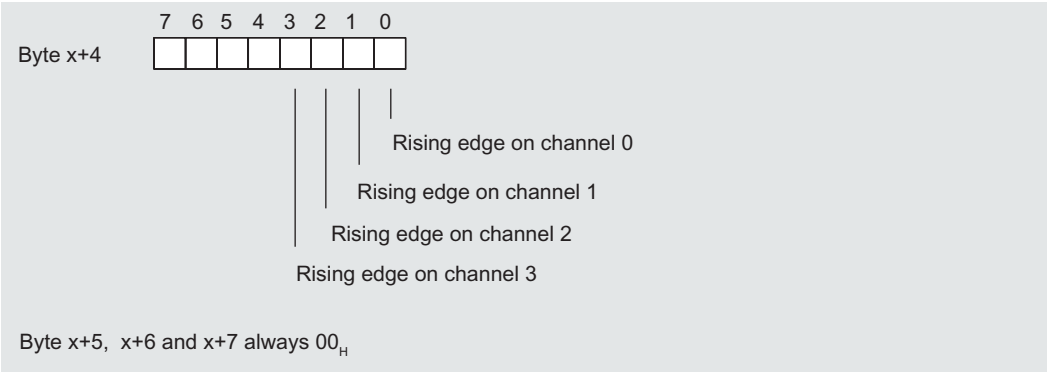 7 6 5 4 3 2 1 0
Byte x+4
Rising edge on channel 0
Rising edge on channel 1
Rising edge on channel 2
Rising edge on channel 3
Byte x+5, x+6 and x+7 always 00H